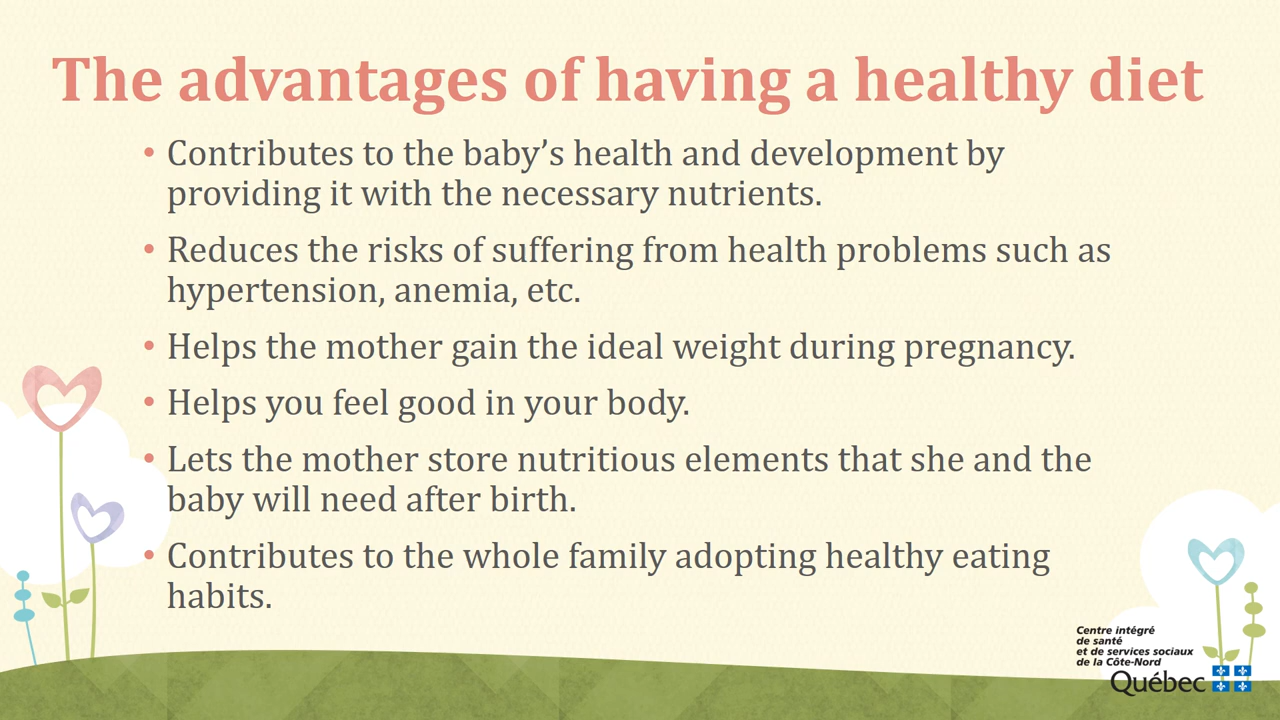 The advantages of having a healthy diet
• Contributes to the baby’s health and development by
providing it with the necessary nutrients.
• Reduces the risks of suffering from health problems such as
hypertension, anemia, etc.
• Helps the mother gain the ideal weight during pregnancy.
• Helps you feel good in your body.
• Lets the mother store nutritious elements that she and the
baby will need after birth.
• Contributes to the whole family adopting healthy eating
habits.
Centre intégré
de santé
et de services sociaux
de la Côte-Nord
Québec